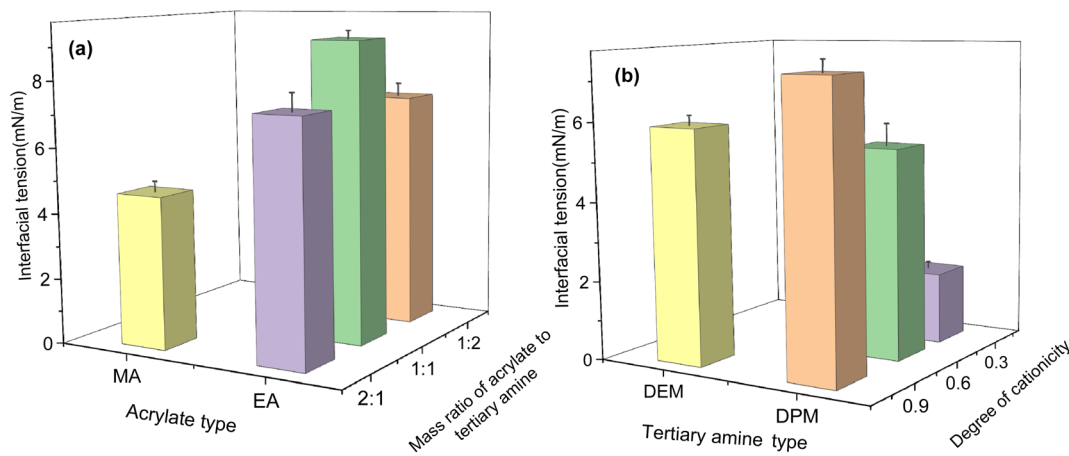 (a)
Interfacial tension(mN/m)
8
6
4
2
0
MA
EA
Acrylate type
2:1
1:1
1:2
Mass ratio of acrylate to
tertiary amine
(b)
Interfacial tension(mN/m)
6
4
2
0
DEM
DPM
Tertiary amine type
0.9
0.6
0.3
Degree of cationicity